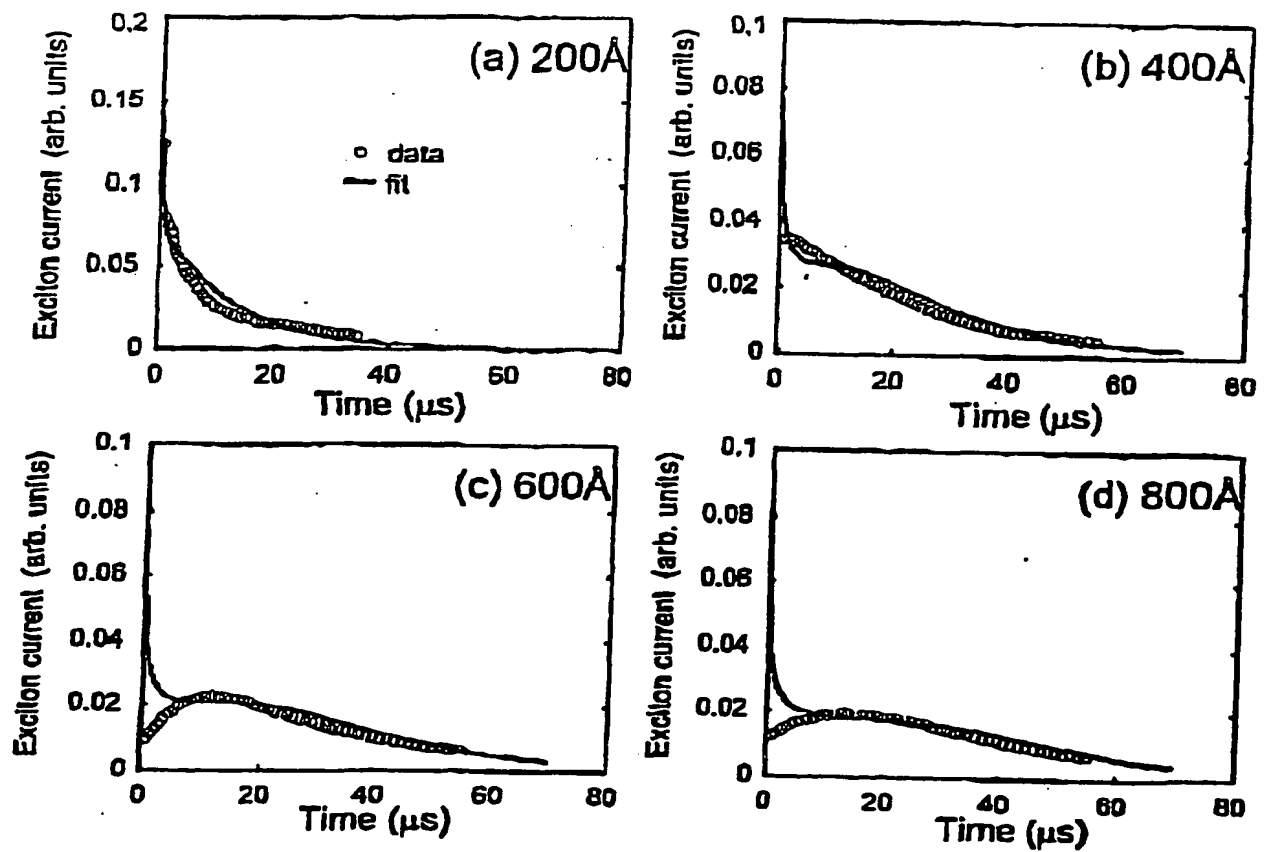 (a) 200Å
Exciton current (arb. units)
0.2
0.15
0.1
0.05
0
data
fit
0 20 40 60 80
Time (μs)
(b) 400Å
Exciton current (arb. units)
0.1
0.08
0.06
0.04
0.02
0
0 20 40 60 80
Time (μs)
(c) 600Å
Exciton current (arb. units)
0.1
0.08
0.06
0.04
0.02
0
0 20 40 60 80
Time (μs)
(d) 800Å
Exciton current (arb. units)
0.1
0.08
0.06
0.04
0.02
0
0 20 40 60 80
Time (μs)